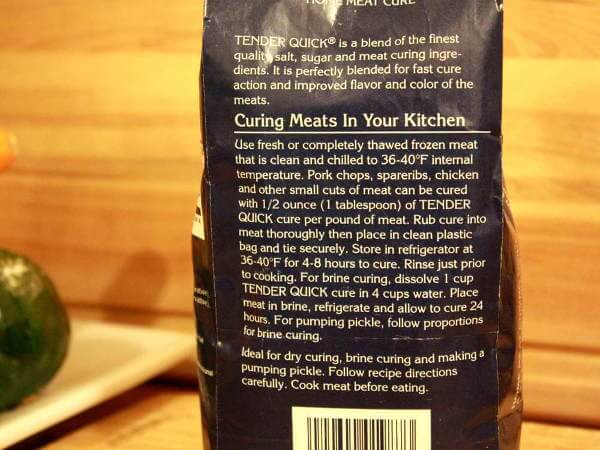 HOME MEAT CURE
TENDER QUICK® is a blend of the finest
quality salt, sugar and meat curing ingre-
dients. It is perfectly blended for fast cure
action and improved flavor and color of the
meats.
Curing Meats In Your Kitchen
Use fresh or completely thawed frozen meat
that is clean and chilled to 36-40°F internal
temperature. Pork chops, spareribs, chicken
and other small cuts of meat can be cured
with 1/2 ounce (1 tablespoon) of TENDER
QUICK cure per pound of meat. Rub cure into
meat thoroughly then place in clean plastic
bag and tie securely. Store in refrigerator at
36-40°F for 4-8 hours to cure. Rinse just prior
to cooking. For brine curing, dissolve 1 cup
TENDER QUICK cure in 4 cups water. Place
meat in brine, refrigerate and allow to cure 24
hours. For pumping pickle, follow proportions
for brine curing.
Ideal for dry curing, brine curing and making a
pumping pickle. Follow recipe directions
carefully. Cook meat before eating.